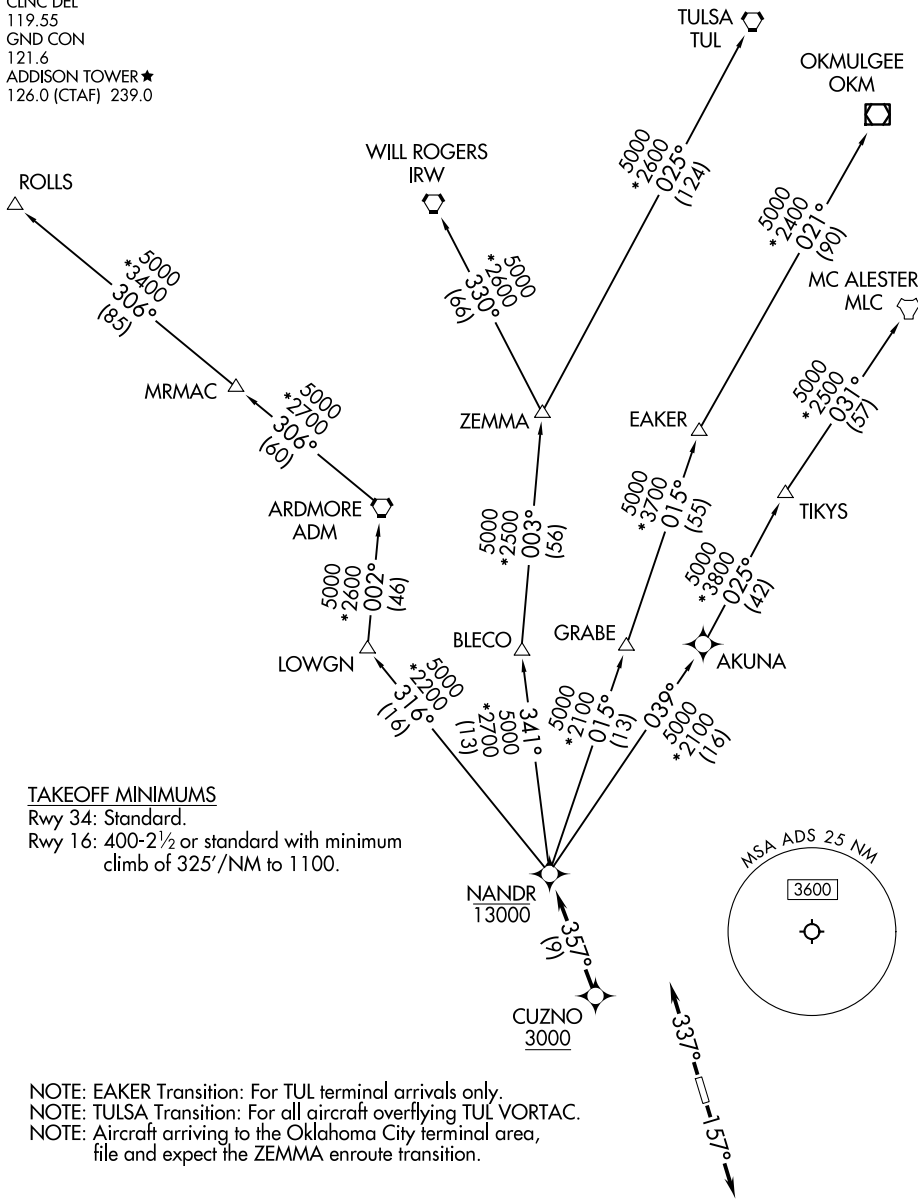 CLNC DEL
119.55
GND CON
121.6
ADDISON TOWER★
126.0 (CTAF) 239.0
TULSA
TUL
OKMULGEE
OKM
WILL ROGERS
IRW
ROLLS
5000
*2600
025°
(124)
5000
*2400
021°
(90)
5000
*3400
306°
(85)
5000
*2600
330°
(66)
MC ALESTER
MLC
MRMAC
5000
*2700
306°
(60)
ZEMMA
EAKER
5000
*2500
031°
(57)
ARDMORE
ADM
5000
*2500
003°
(56)
5000
*3700
015°
(55)
TIKYS
5000
*2600
002°
(46)
5000
*3800
025°
(42)
LOWGN
BLECO
GRABE
AKUNA
5000
*2200
316°
(16)
341°
5000
*2700
(13)
5000
*2100
015°
(13)
039°
5000
*2100
(16)
TAKEOFF MINIMUMS
Rwy 34: Standard.
Rwy 16: 400-2½ or standard with minimum
climb of 325'/NM to 1100.
MSA ADS 25 NM
3600
NANDR
13000
357°
(9)
CUZNO
3000
337°
157°
NOTE: EAKER Transition: For TUL terminal arrivals only.
NOTE: TULSA Transition: For all aircraft overflying TUL VORTAC.
NOTE: Aircraft arriving to the Oklahoma City terminal area,
file and expect the ZEMMA enroute transition.